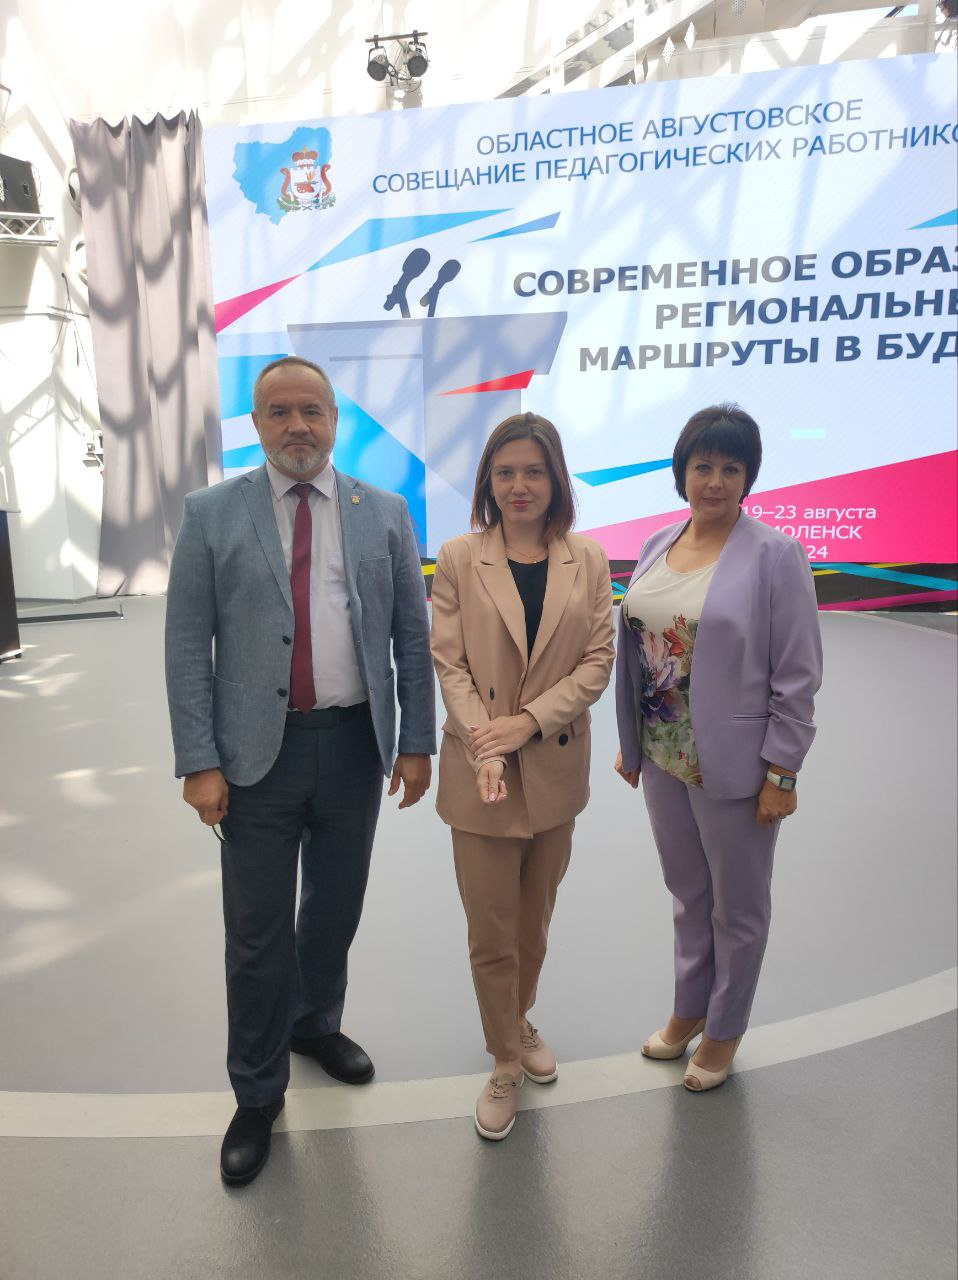 ОБЛАСТНОЕ АВГУСТОВСКОЕ
СОВЕЩАНИЕ ПЕДАГОГИЧЕСКИХ РАБОТНИКО
СОВРЕМЕННОЕ ОБРАЗ
РЕГИОНАЛЬНЫ
МАРШРУТЫ В БУД
19–23 августа
МОЛЕНСК
24